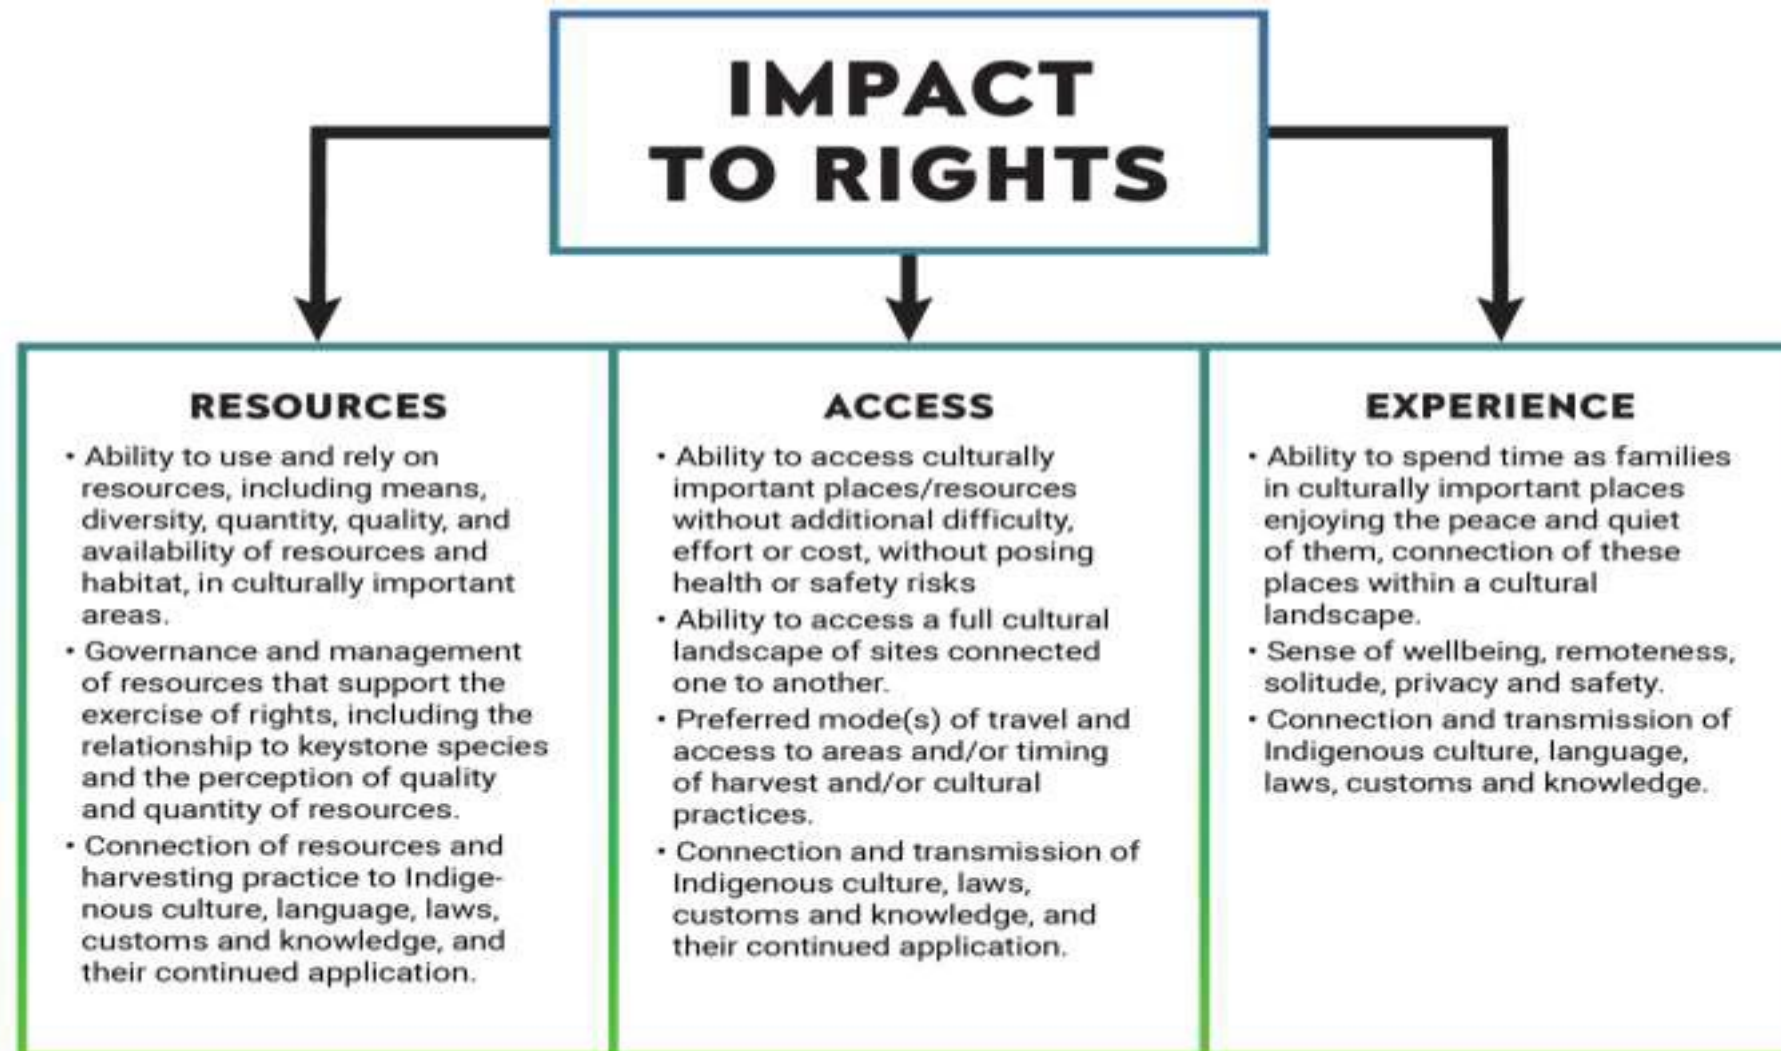 IMPACT
TO RIGHTS
RESOURCES
• Ability to use and rely on
resources, including means,
diversity, quantity, quality, and
availability of resources and
habitat, in culturally important
areas.
• Governance and management
of resources that support the
exercise of rights, including the
relationship to keystone species
and the perception of quality
and quantity of resources.
• Connection of resources and
harvesting practice to Indige-
nous culture, language, laws,
customs and knowledge, and
their continued application.
ACCESS
• Ability to access culturally
important places/resources
without additional difficulty,
effort or cost, without posing
health or safety risks
• Ability to access a full cultural
landscape of sites connected
one to another.
• Preferred mode(s) of travel and
access to areas and/or timing
of harvest and/or cultural
practices.
• Connection and transmission of
Indigenous culture, laws,
customs and knowledge, and
their continued application.
EXPERIENCE
• Ability to spend time as families
in culturally important places
enjoying the peace and quiet
of them, connection of these
places within a cultural
landscape.
• Sense of wellbeing, remoteness,
solitude, privacy and safety.
• Connection and transmission of
Indigenous culture, language,
laws, customs and knowledge.